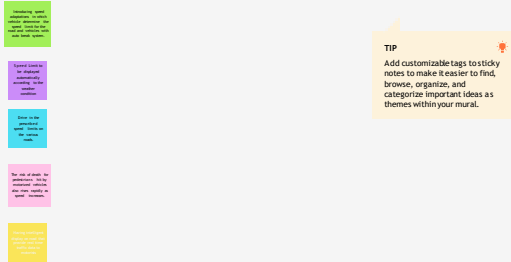 Introducing speed
adaptations in which
vehicle determine the
speed limit for the
road and vehicles with
auto break system.
Speed Limit to
be displayed
automatically
according to the
weather
condition
Drive in the
prescribed
speed limits on
the various
roads.
The risk of death for
pedestrians hit by
motorized vehicles
also rises rapidly as
speed increases.
TIP
Add customizable tags to sticky
notes to make it easier to find,
browse, organize, and
categorize important ideas as
themes within your mural.